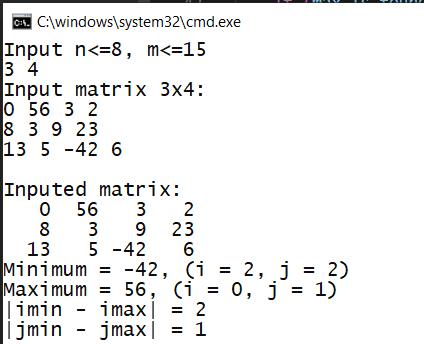 C:\windows\system32\cmd.exe
Input n<=8, m<=15
3 4
Input matrix 3x4:
0 56 3 2
8 3 9 23
13 5 -42 6
Inputed matrix:
   0  56   3   2
   8   3   9  23
  13   5 -42   6
Minimum = -42, (i = 2, j = 2)
Maximum = 56, (i = 0, j = 1)
|imin - imax| = 2
|jmin - jmax| = 1